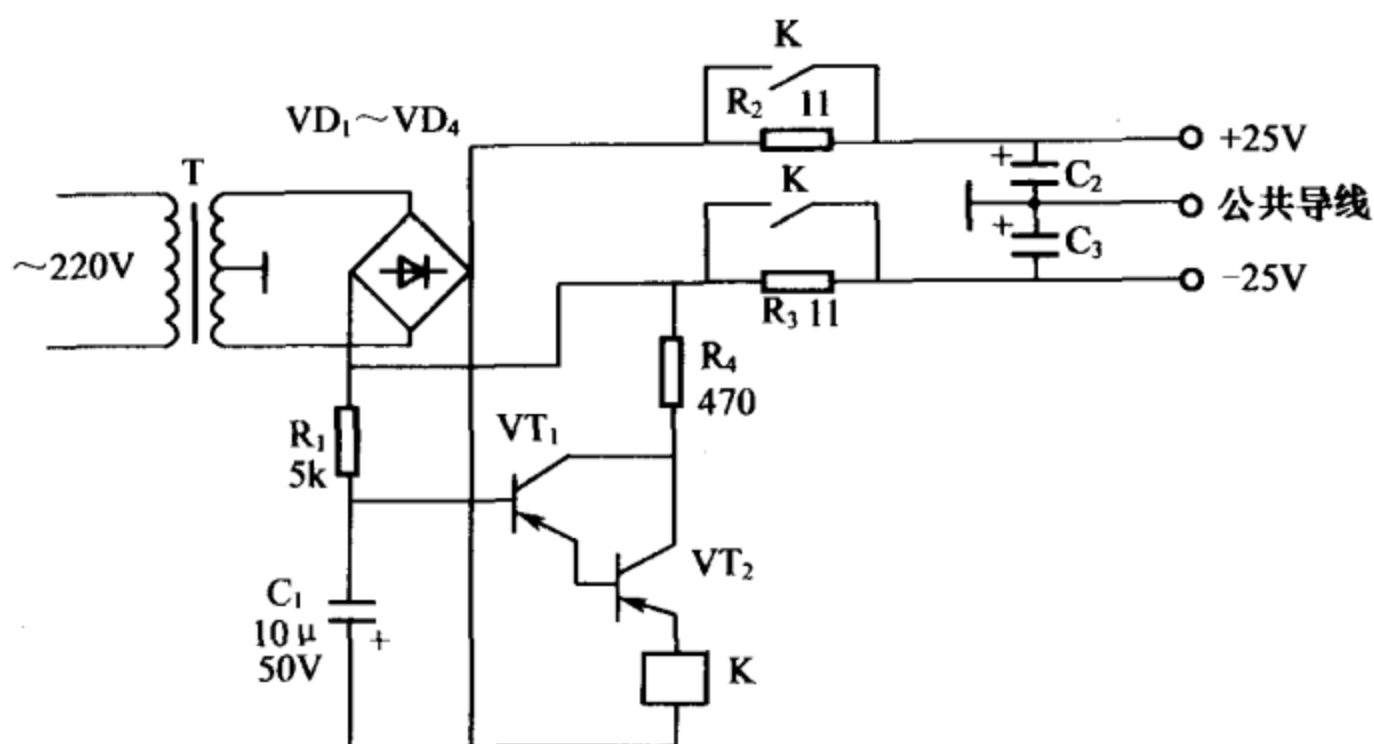 K
VD₁～VD₄
R₂ 11
+25V
T
K
C₂
公共导线
～220V
C₃
-25V
R₃ 11
R₄
470
VT₁
R₁
5k
VT₂
C₁
10μ
50V
K